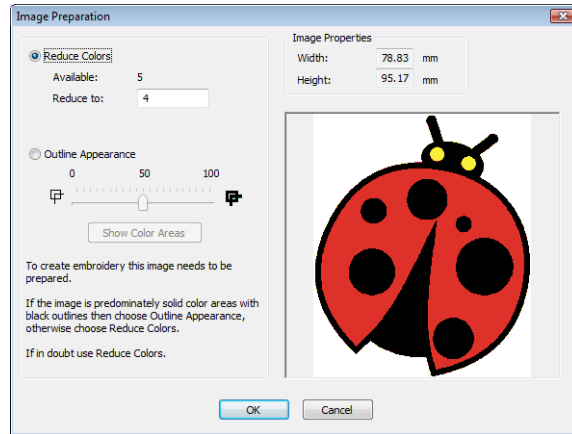 Image Preparation
Reduce Colors
Available: 5
Reduce to: 4
Outline Appearance
0 50 100
Show Color Areas
To create embroidery this image needs to be
prepared.
If the image is predominately solid color areas with
black outlines then choose Outline Appearance,
otherwise choose Reduce Colors.
If in doubt use Reduce Colors.
Image Properties
Width: 78.83 mm
Height: 95.17 mm
OK Cancel